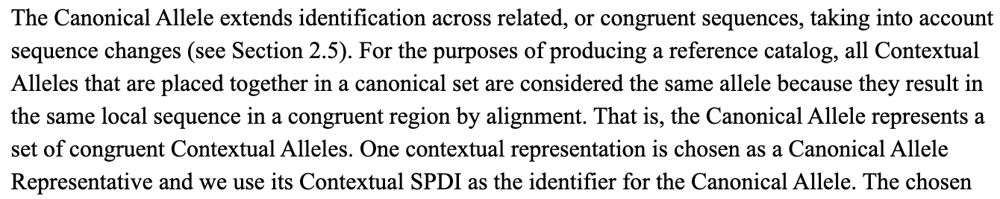 The Canonical Allele extends identification across related, or congruent sequences, taking into account
sequence changes (see Section 2.5). For the purposes of producing a reference catalog, all Contextual
Alleles that are placed together in a canonical set are considered the same allele because they result in
the same local sequence in a congruent region by alignment. That is, the Canonical Allele represents a
set of congruent Contextual Alleles. One contextual representation is chosen as a Canonical Allele
Representative and we use its Contextual SPDI as the identifier for the Canonical Allele. The chosen